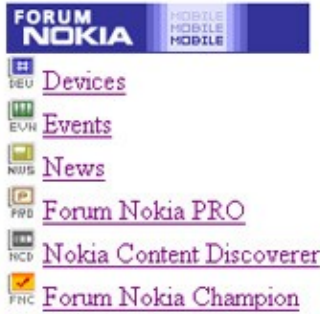 FORUM
NOKIA
MOBILE
MOBILE
MOBILE
DEV Devices
EVN Events
NWS News
PRO Forum Nokia PRO
NCD Nokia Content Discoverer
FNC Forum Nokia Champion